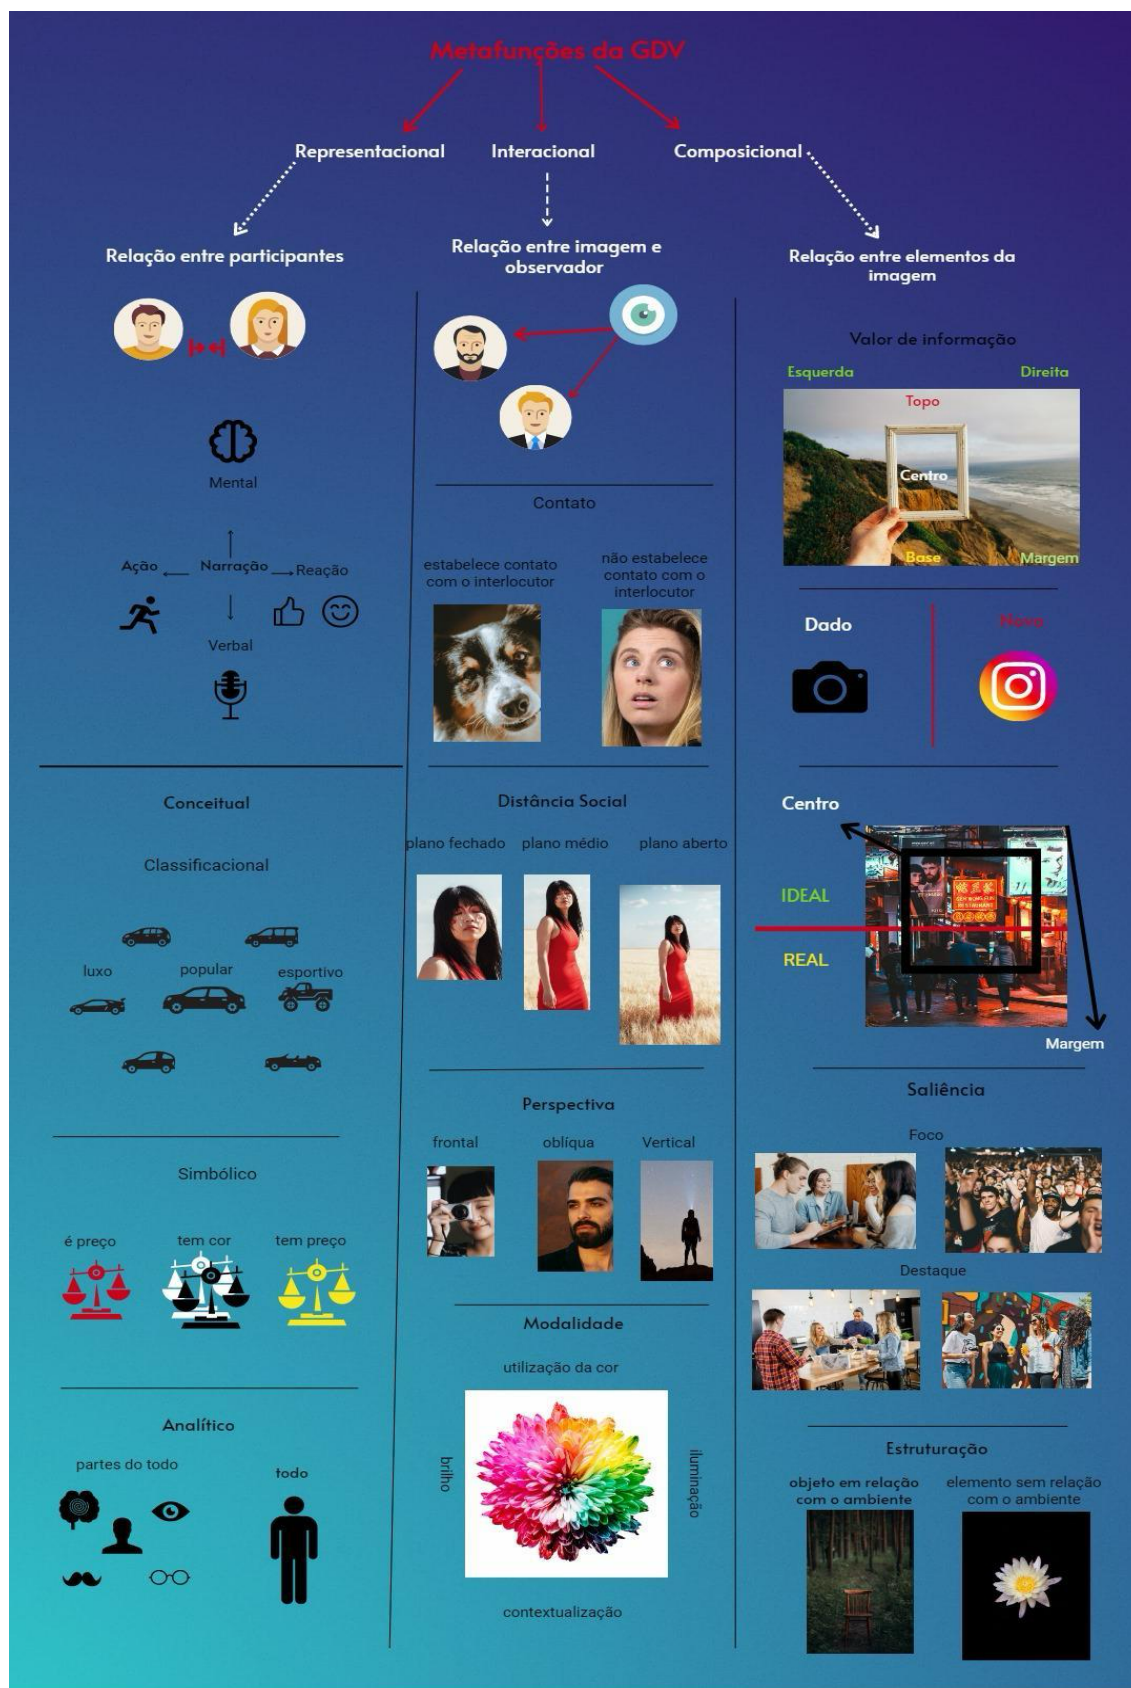 Metafunções da GDV
Representacional
Interacional
Composicional
Relação entre participantes
Mental
Ação
Narração
Reação
Verbal
Conceitual
Classificacional
luxo
popular
esportivo
Simbólico
é preço
tem cor
tem preço
Analítico
partes do todo
todo
Relação entre imagem e
observador
Contato
estabelece contato
com o interlocutor
não estabelece
contato com o
interlocutor
Distância Social
plano fechado
plano médio
plano aberto
Perspectiva
frontal
oblíqua
Vertical
Modalidade
utilização da cor
brilho
iluminação
contextualização
Relação entre elementos da
imagem
Valor de informação
Esquerda
Direita
Topo
Centro
Base
Margem
Dado
Novo
Centro
IDEAL
REAL
Margem
Saliência
Foco
Destaque
Estruturação
objeto em relação
com o ambiente
elemento sem relação
com o ambiente